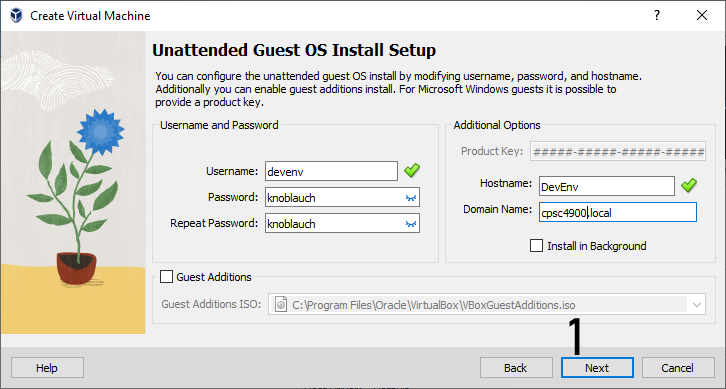 Create Virtual Machine
?
Unattended Guest OS Install Setup
You can configure the unattended guest OS install by modifying username, password, and hostname.
Additionally you can enable guest additions install. For Microsoft Windows guests it is possible to
provide a product key.
Username and Password
Username: devenv
Password: knoblauch
Repeat Password: knoblauch
Additional Options
Product Key: #####-#####-#####-#####
Hostname: DevEnv
Domain Name: cpsc4900.local
Install in Background
Guest Additions
Guest Additions ISO: C:\Program Files\Oracle\VirtualBox\VBoxGuestAdditions.iso
1
Help
Back
Next
Cancel